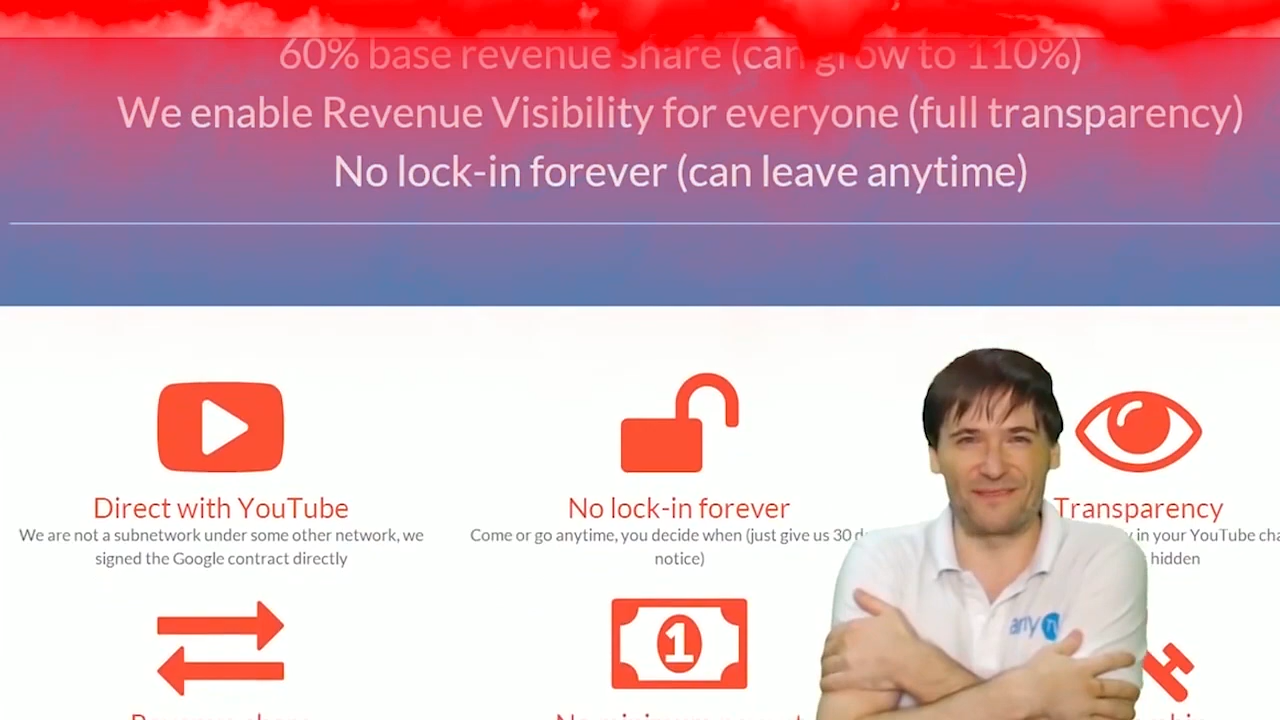 60% base revenue share (can grow to 110%)
We enable Revenue Visibility for everyone (full transparency)
No lock-in forever (can leave anytime)
Direct with YouTube
We are not a subnetwork under some other network, we
signed the Google contract directly
No lock-in forever
Come or go anytime, you decide when (just give us 30
notice)
Transparency
in your YouTube
hidden
1
any TV